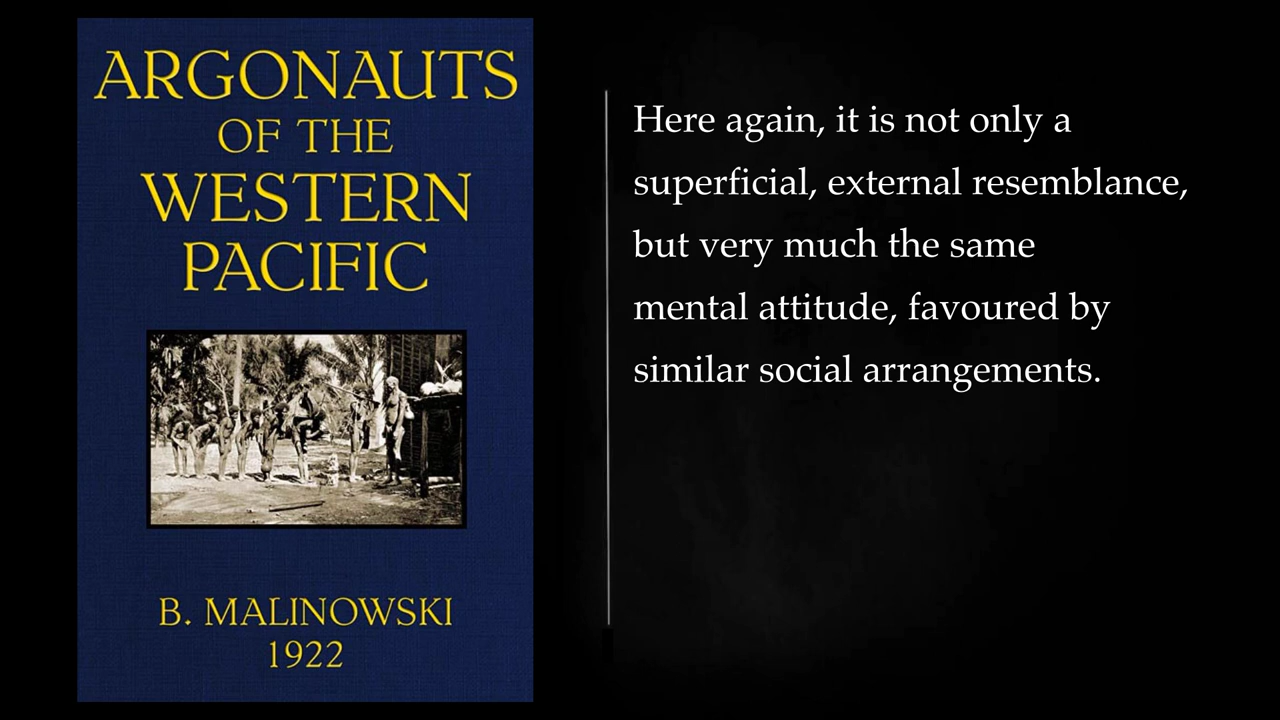 ARGONAUTS
OF THE
WESTERN
PACIFIC
B. MALINOWSKI
1922
Here again, it is not only a
superficial, external resemblance,
but very much the same
mental attitude, favoured by
similar social arrangements.